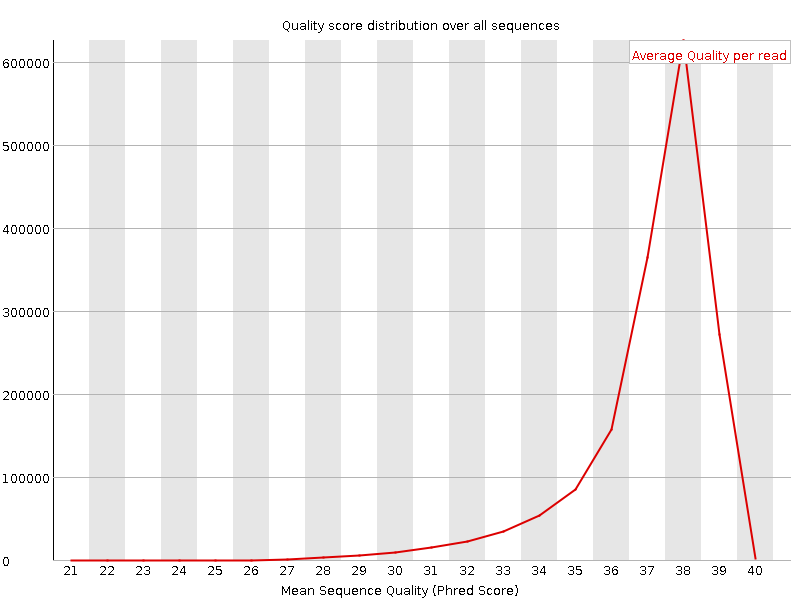 Quality score distribution over all sequences
Average Quality per read
600000
500000
400000
300000
200000
100000
0
21 22 23 24 25 26 27 28 29 30 31 32 33 34 35 36 37 38 39 40
Mean Sequence Quality (Phred Score)